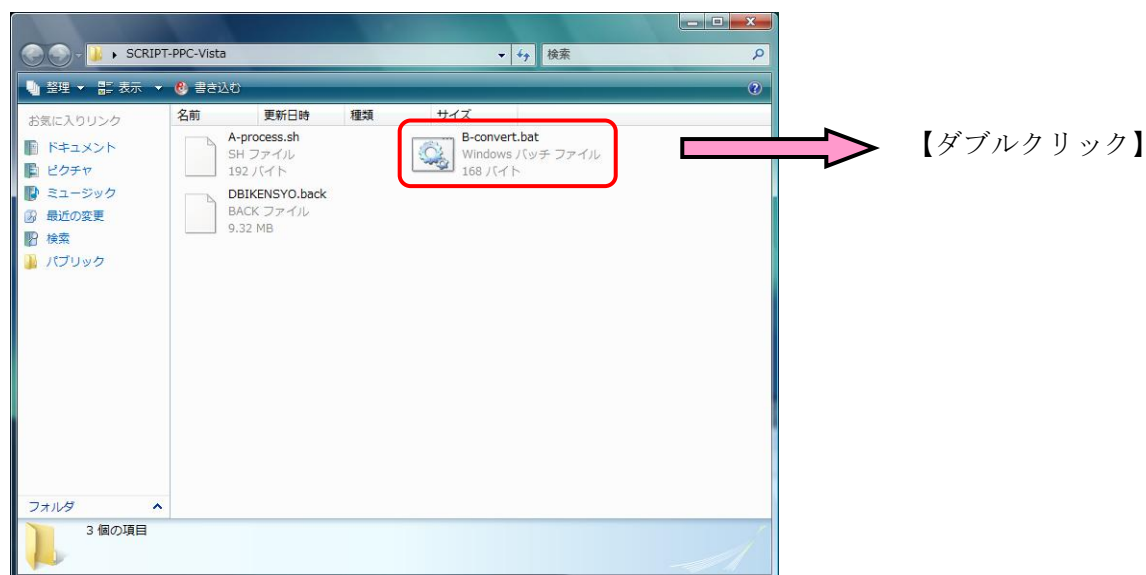 SCRIPT-PPC-Vista
検索
整理 表示 書き込む
お気に入りリンク
ドキュメント
ピクチャ
ミュージック
最近の変更
検索
パブリック
フォルダ
名前 更新日時 種類 サイズ
A-process.sh
SH ファイル
192 バイト
B-convert.bat
Windows バッチ ファイル
168 バイト
DBIKENSYO.back
BACK ファイル
9.32 MB
3 個の項目
【ダブルクリック】